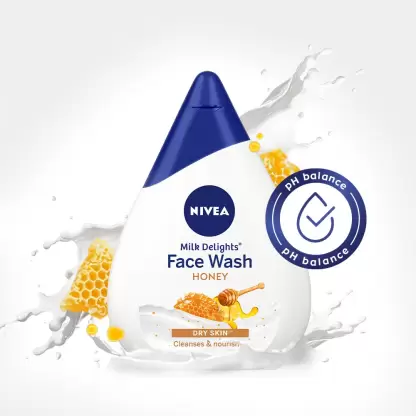 NIVEA
Milk Delights®
Face Wash
HONEY
DRY SKIN
Cleanses & nourish
pH balance
pH balance